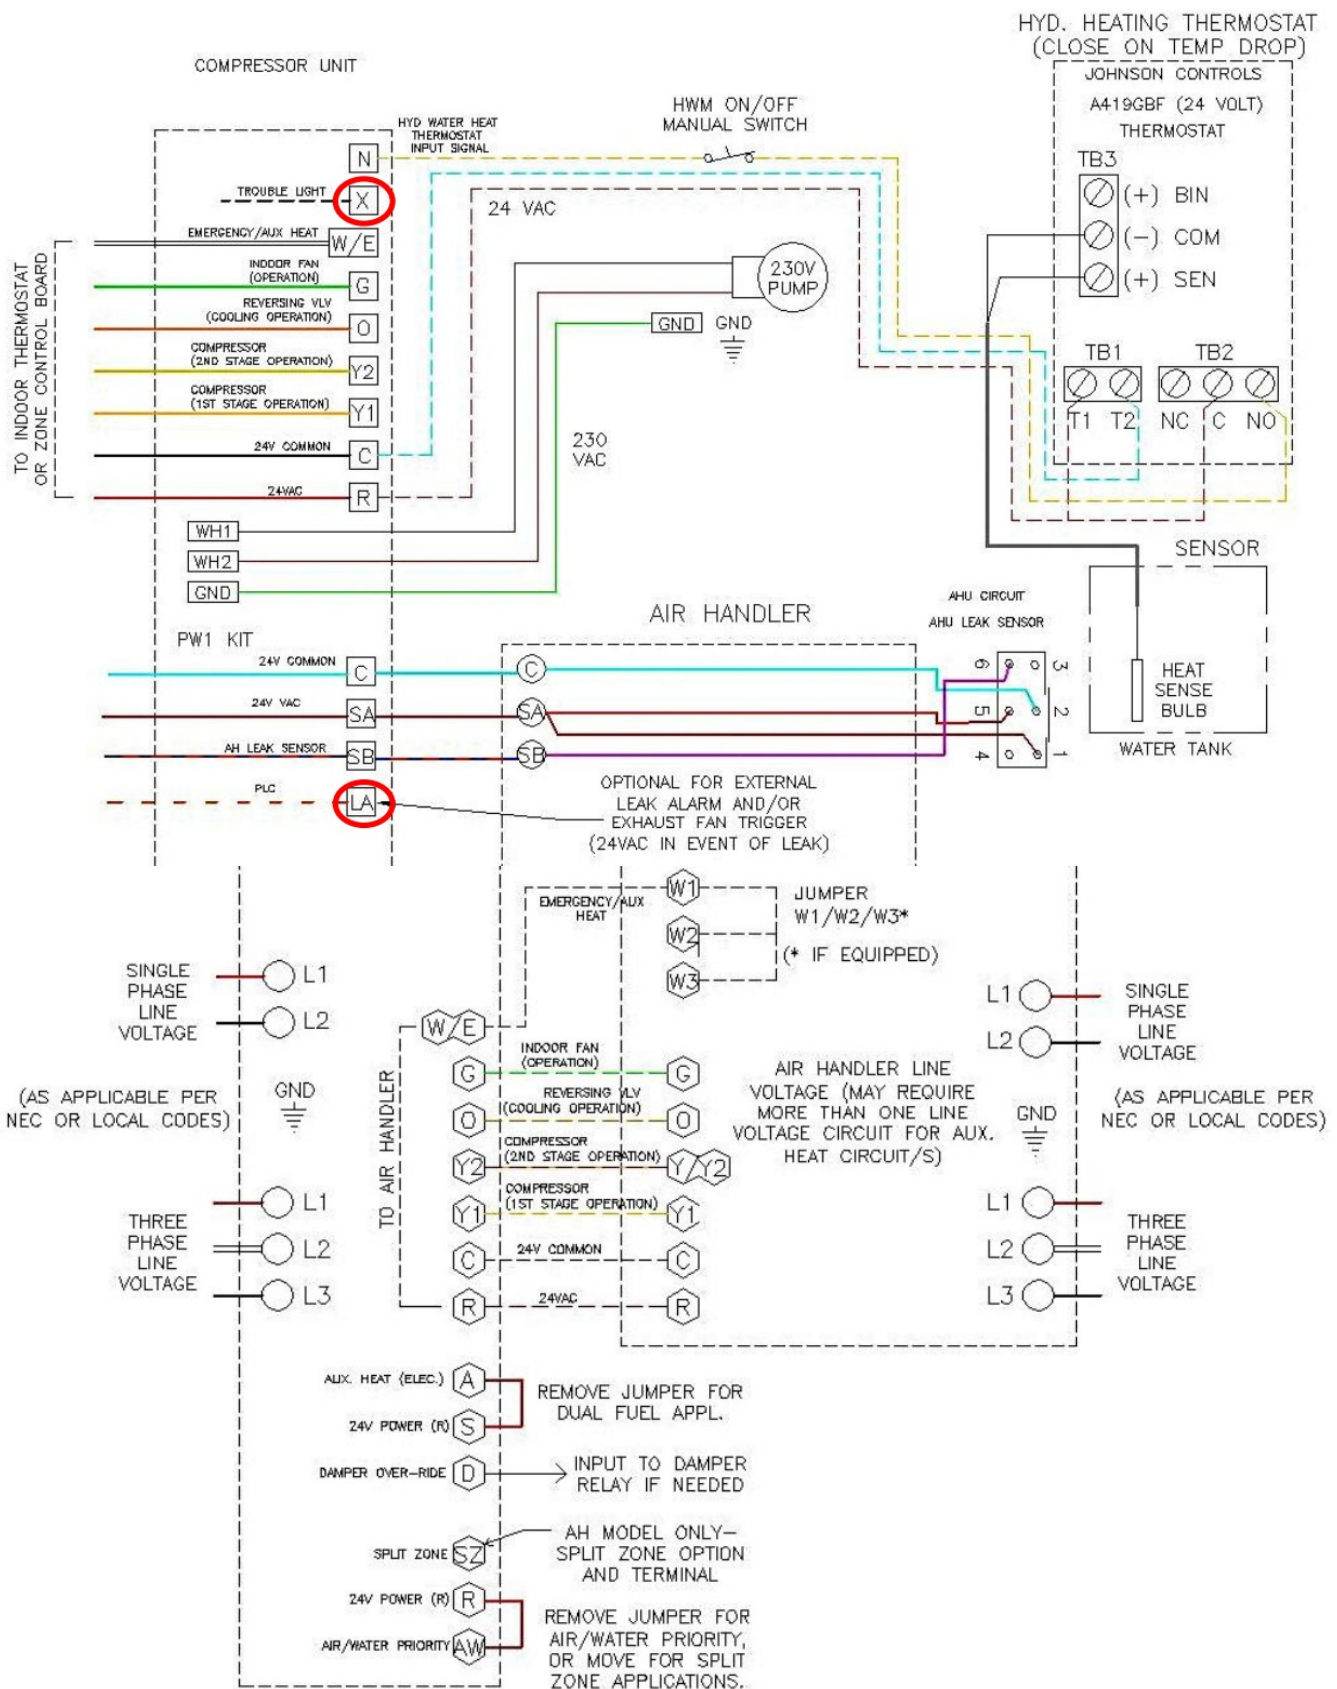 HYD. HEATING THERMOSTAT
(CLOSE ON TEMP DROP)
COMPRESSOR UNIT
JOHNSON CONTROLS
A419GBF (24 VOLT)
THERMOSTAT
HWM ON/OFF
MANUAL SWITCH
HYD WATER HEAT
THERMOSTAT
INPUT SIGNAL
N
TB3
TROUBLE LIGHT
X
24 VAC
(+) BIN
EMERGENCY/AUX HEAT
W/E
(-) COM
INDOOR FAN
(OPERATION)
G
230V
PUMP
(+) SEN
REVERSING VLV
(COOLING OPERATION)
O
GND
GND
COMPRESSOR
(2ND STAGE OPERATION)
Y2
TB1
TB2
COMPRESSOR
(1ST STAGE OPERATION)
Y1
T1 T2 NC C NO
TO INDOOR THERMOSTAT
OR ZONE CONTROL BOARD
24V COMMON
C
230
VAC
24VAC
R
WH1
WH2
GND
SENSOR
AHU CIRCUIT
AHU LEAK SENSOR
AIR HANDLER
PW1 KIT
24V COMMON
C
C
6 3
24V VAC
SA
SA
5 2
AH LEAK SENSOR
SB
SB
4 1
HEAT
SENSE
BULB
WATER TANK
PLC
LA
OPTIONAL FOR EXTERNAL
LEAK ALARM AND/OR
EXHAUST FAN TRIGGER
(24VAC IN EVENT OF LEAK)
EMERGENCY/AUX
HEAT
W1
W2
W3
JUMPER
W1/W2/W3*
(* IF EQUIPPED)
SINGLE
PHASE
LINE
VOLTAGE
L1
L2
(AS APPLICABLE PER
NEC OR LOCAL CODES)
GND
THREE
PHASE
LINE
VOLTAGE
L1
L2
L3
TO AIR HANDLER
W/E
INDOOR FAN
(OPERATION)
G
G
REVERSING VLV
(COOLING OPERATION)
O
O
COMPRESSOR
(2ND STAGE OPERATION)
Y2
Y/Y2
COMPRESSOR
(1ST STAGE OPERATION)
Y1
Y1
24V COMMON
C
C
24VAC
R
R
AIR HANDLER LINE
VOLTAGE (MAY REQUIRE
MORE THAN ONE LINE
VOLTAGE CIRCUIT FOR AUX.
HEAT CIRCUIT/S)
L1
L2
SINGLE
PHASE
LINE
VOLTAGE
GND
(AS APPLICABLE PER
NEC OR LOCAL CODES)
L1
L2
L3
THREE
PHASE
LINE
VOLTAGE
AUX. HEAT (ELEC.)
A
24V POWER (R)
S
REMOVE JUMPER FOR
DUAL FUEL APPL.
DAMPER OVER-RIDE
D
INPUT TO DAMPER
RELAY IF NEEDED
SPLIT ZONE
SZ
AH MODEL ONLY-
SPLIT ZONE OPTION
AND TERMINAL
24V POWER (R)
R
AIR/WATER PRIORITY
AW
REMOVE JUMPER FOR
AIR/WATER PRIORITY,
OR MOVE FOR SPLIT
ZONE APPLICATIONS.